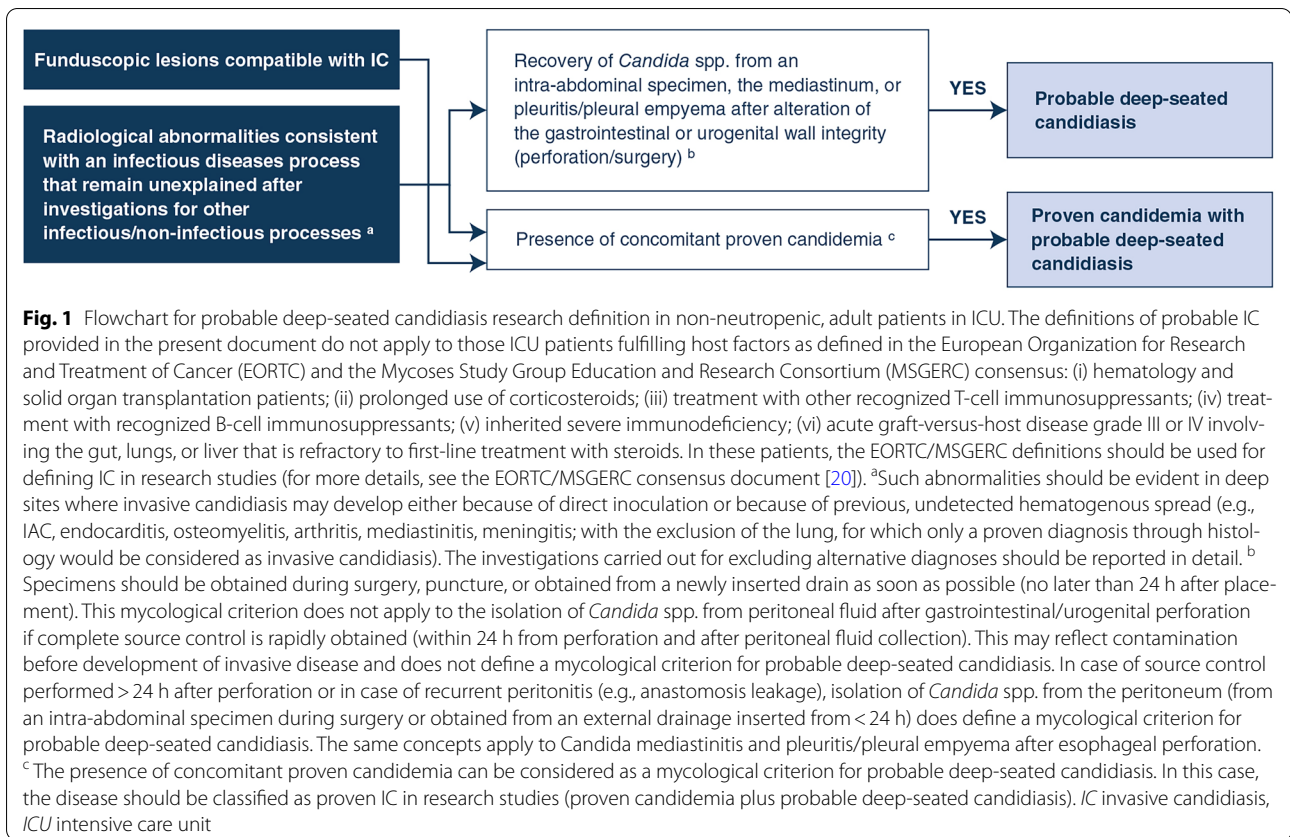 Funduscopic lesions compatible with IC
Radiological abnormalities consistent
with an infectious diseases process
that remain unexplained after
investigations for other
infectious/non-infectious processes a
Recovery of Candida spp. from an
intra-abdominal specimen, the mediastinum, or
pleuritis/pleural empyema after alteration of
the gastrointestinal or urogenital wall integrity
(perforation/surgery) b
YES
Probable deep-seated
candidiasis
Presence of concomitant proven candidemia c
YES
Proven candidemia with
probable deep-seated
candidiasis
Fig. 1 Flowchart for probable deep-seated candidiasis research definition in non-neutropenic, adult patients in ICU. The definitions of probable IC
provided in the present document do not apply to those ICU patients fulfilling host factors as defined in the European Organization for Research
and Treatment of Cancer (EORTC) and the Mycoses Study Group Education and Research Consortium (MSGERC) consensus: (i) hematology and
solid organ transplantation patients; (ii) prolonged use of corticosteroids; (iii) treatment with other recognized T-cell immunosuppressants; (iv) treat-
ment with recognized B-cell immunosuppressants; (v) inherited severe immunodeficiency; (vi) acute graft-versus-host disease grade III or IV involv-
ing the gut, lungs, or liver that is refractory to first-line treatment with steroids. In these patients, the EORTC/MSGERC definitions should be used for
defining IC in research studies (for more details, see the EORTC/MSGERC consensus document [20]). aSuch abnormalities should be evident in deep
sites where invasive candidiasis may develop either because of direct inoculation or because of previous, undetected hematogenous spread (e.g.,
IAC, endocarditis, osteomyelitis, arthritis, mediastinitis, meningitis; with the exclusion of the lung, for which only a proven diagnosis through histol-
ogy would be considered as invasive candidiasis). The investigations carried out for excluding alternative diagnoses should be reported in detail. b
Specimens should be obtained during surgery, puncture, or obtained from a newly inserted drain as soon as possible (no later than 24 h after place-
ment). This mycological criterion does not apply to the isolation of Candida spp. from peritoneal fluid after gastrointestinal/urogenital perforation
if complete source control is rapidly obtained (within 24 h from perforation and after peritoneal fluid collection). This may reflect contamination
before development of invasive disease and does not define a mycological criterion for probable deep-seated candidiasis. In case of source control
performed > 24 h after perforation or in case of recurrent peritonitis (e.g., anastomosis leakage), isolation of Candida spp. from the peritoneum (from
an intra-abdominal specimen during surgery or obtained from an external drainage inserted from < 24 h) does define a mycological criterion for
probable deep-seated candidiasis. The same concepts apply to Candida mediastinitis and pleuritis/pleural empyema after esophageal perforation.
c The presence of concomitant proven candidemia can be considered as a mycological criterion for probable deep-seated candidiasis. In this case,
the disease should be classified as proven IC in research studies (proven candidemia plus probable deep-seated candidiasis). IC invasive candidiasis,
ICU intensive care unit